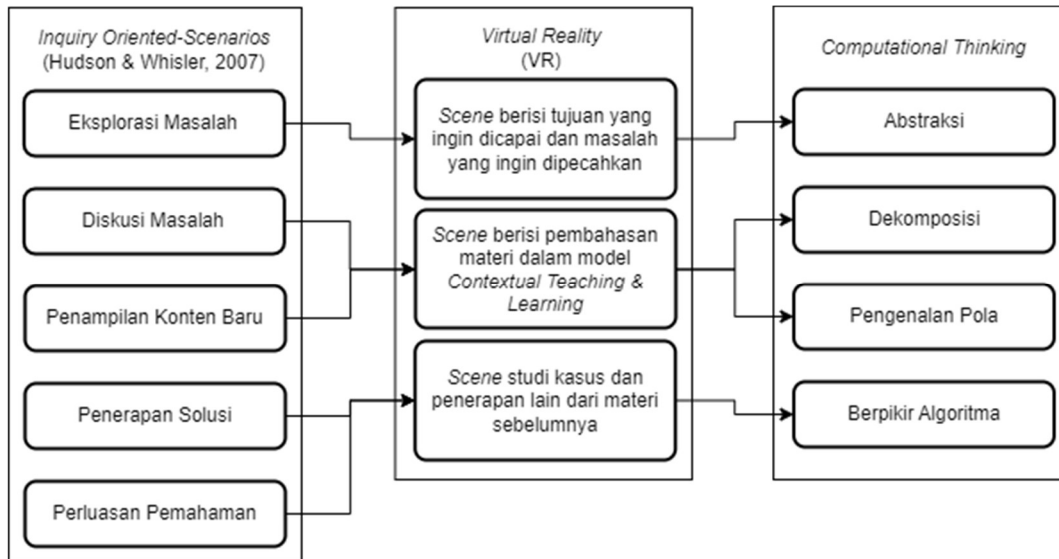 Inquiry Oriented-Scenarios
(Hudson & Whisler, 2007)
Eksplorasi Masalah
Diskusi Masalah
Penampilan Konten Baru
Penerapan Solusi
Perluasan Pemahaman
Virtual Reality
(VR)
Scene berisi tujuan yang
ingin dicapai dan masalah
yang ingin dipecahkan
Scene berisi pembahasan
materi dalam model
Contextual Teaching &
Learning
Scene studi kasus dan
penerapan lain dari materi
sebelumnya
Computational Thinking
Abstraksi
Dekomposisi
Pengenalan Pola
Berpikir Algoritma